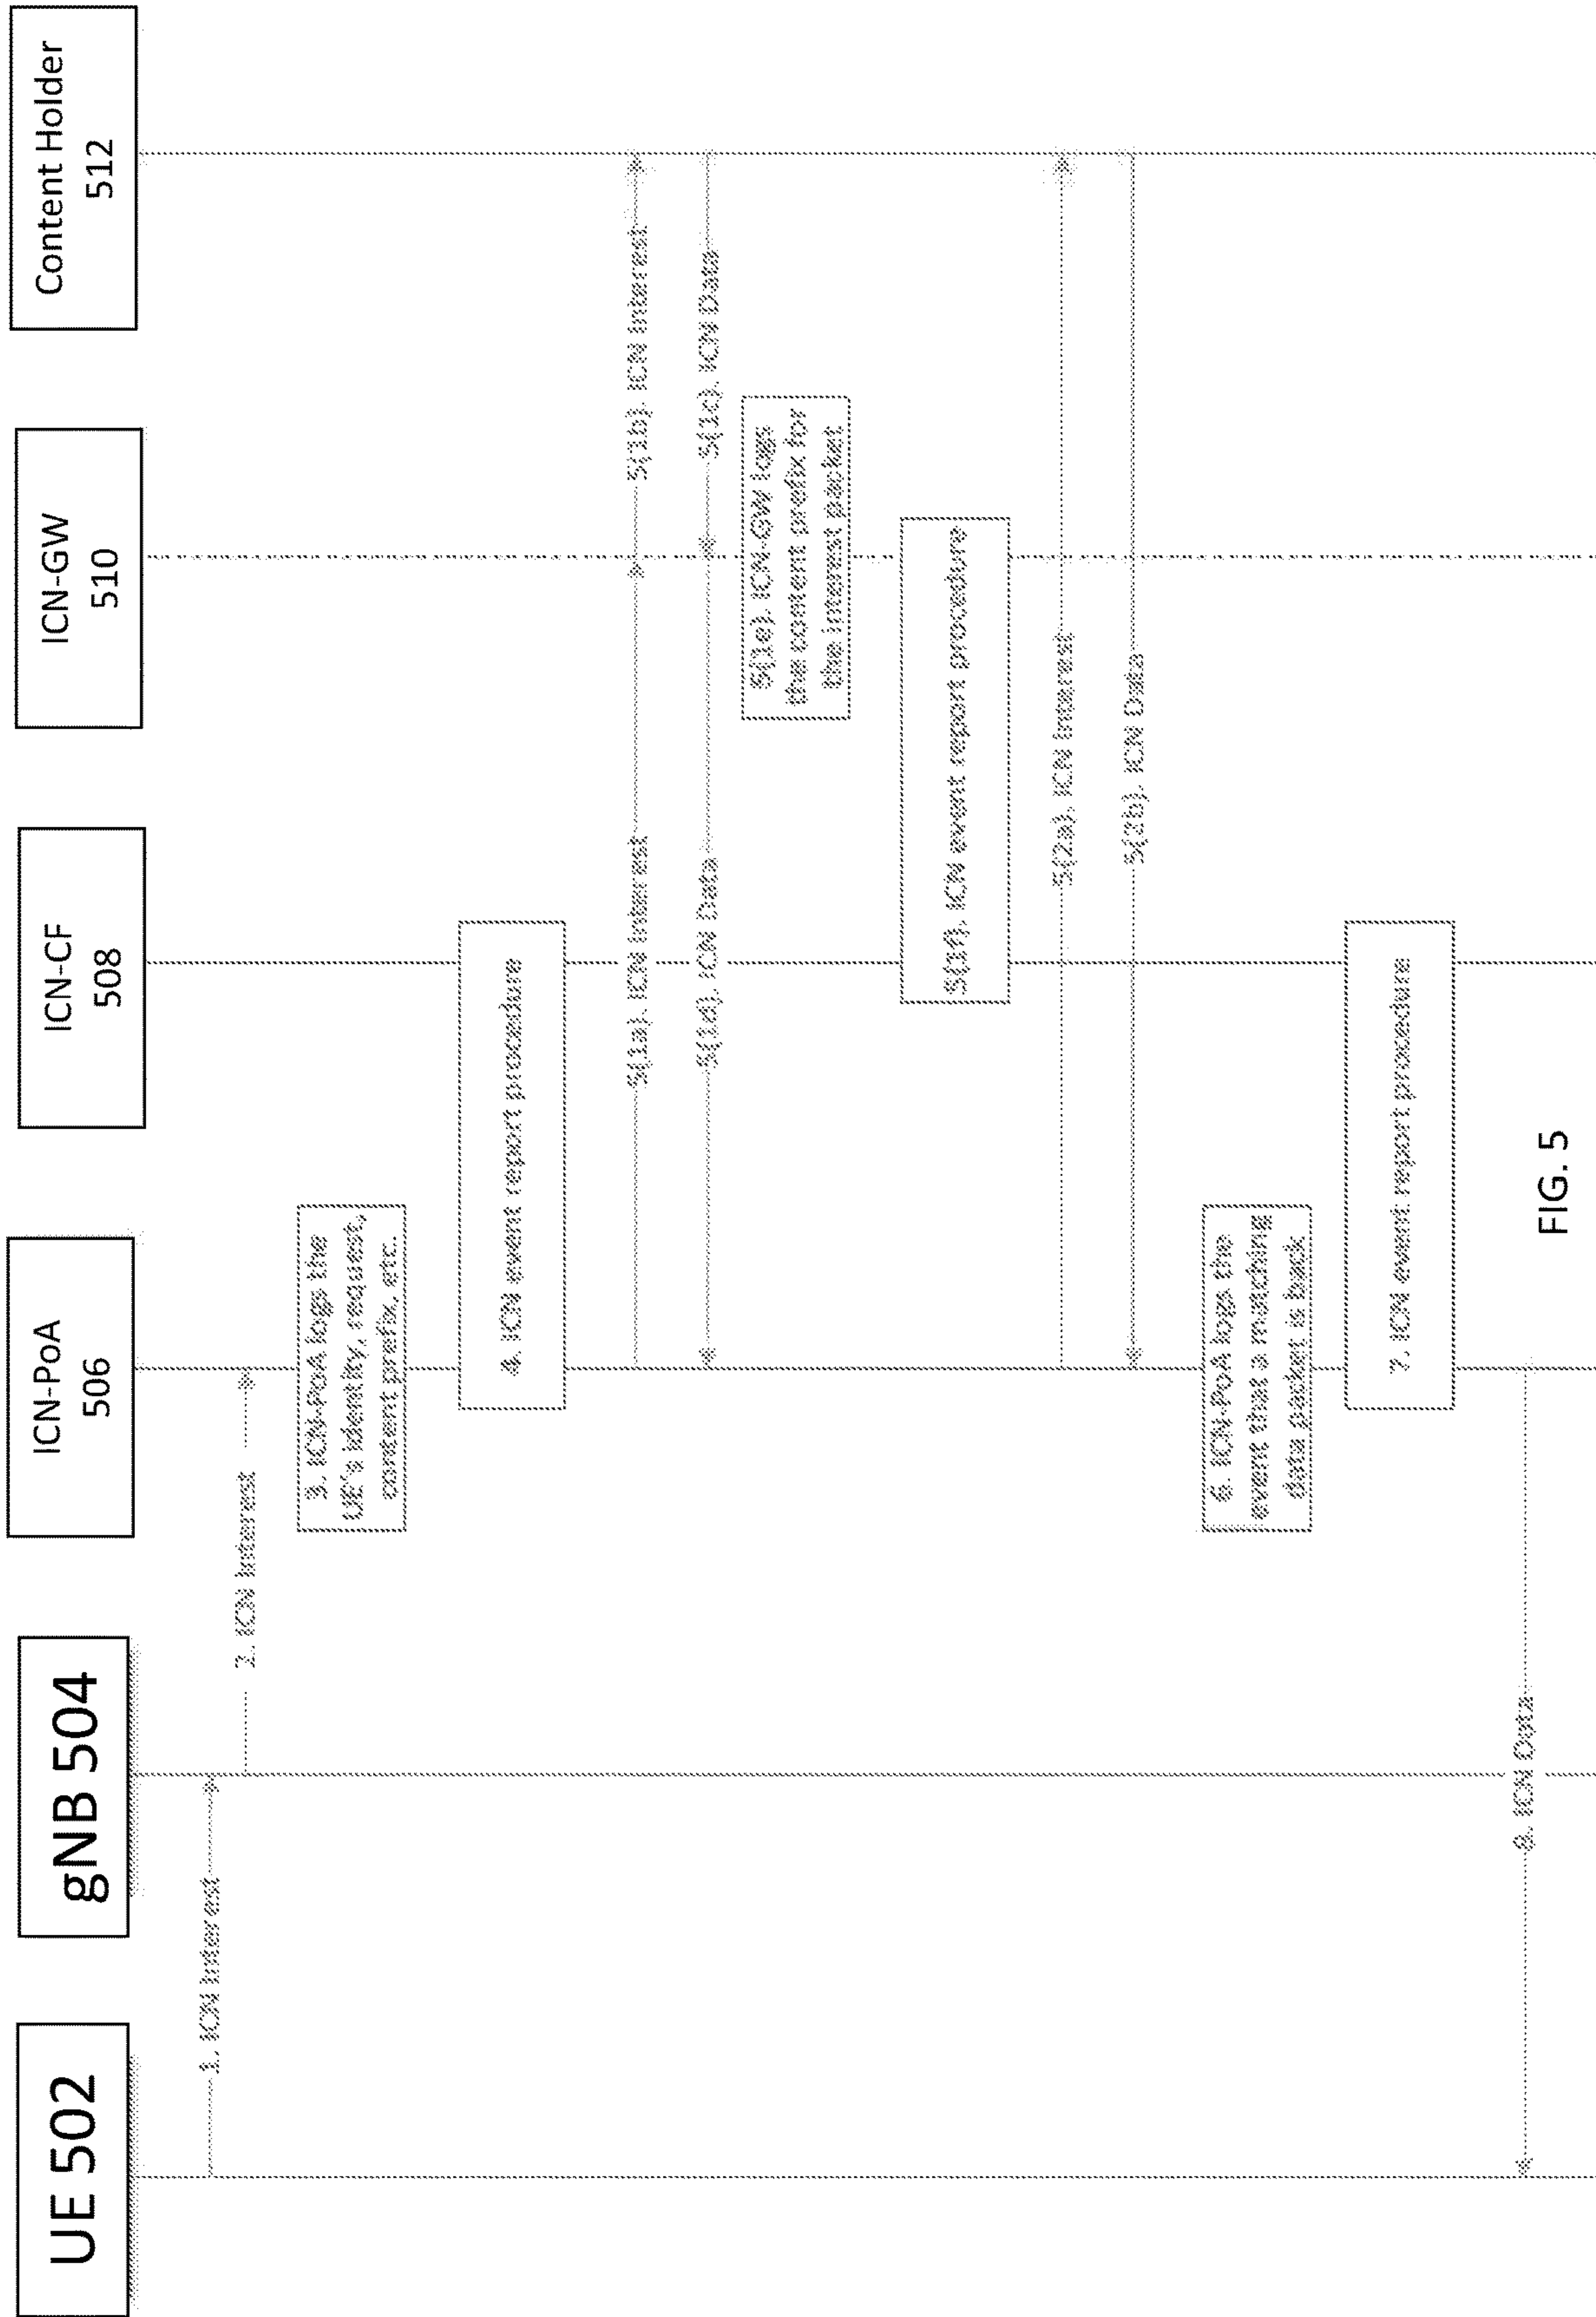 UE 502
gNB 504
ICN-PoA
506
ICN-CF
508
ICN-GW
510
Content Holder
512
1. ICN Interest
2. ICN Interest
3. ICN-PoA logs the
UE's identity, request,
content prefix, etc.
4. ICN event report procedure
5(1a). ICN Interest
5(1b). ICN Interest
5(1d). ICN Data
5(1c). ICN Data
5(1e). ICN-GW logs
the content prefix for
the interest packet
5(1f). ICN event report procedure
5(2a). ICN Interest
5(2b). ICN Data
6. ICN-PoA logs the
event that a matching
data packet is back
7. ICN event report procedure
8. ICN Data
FIG. 5